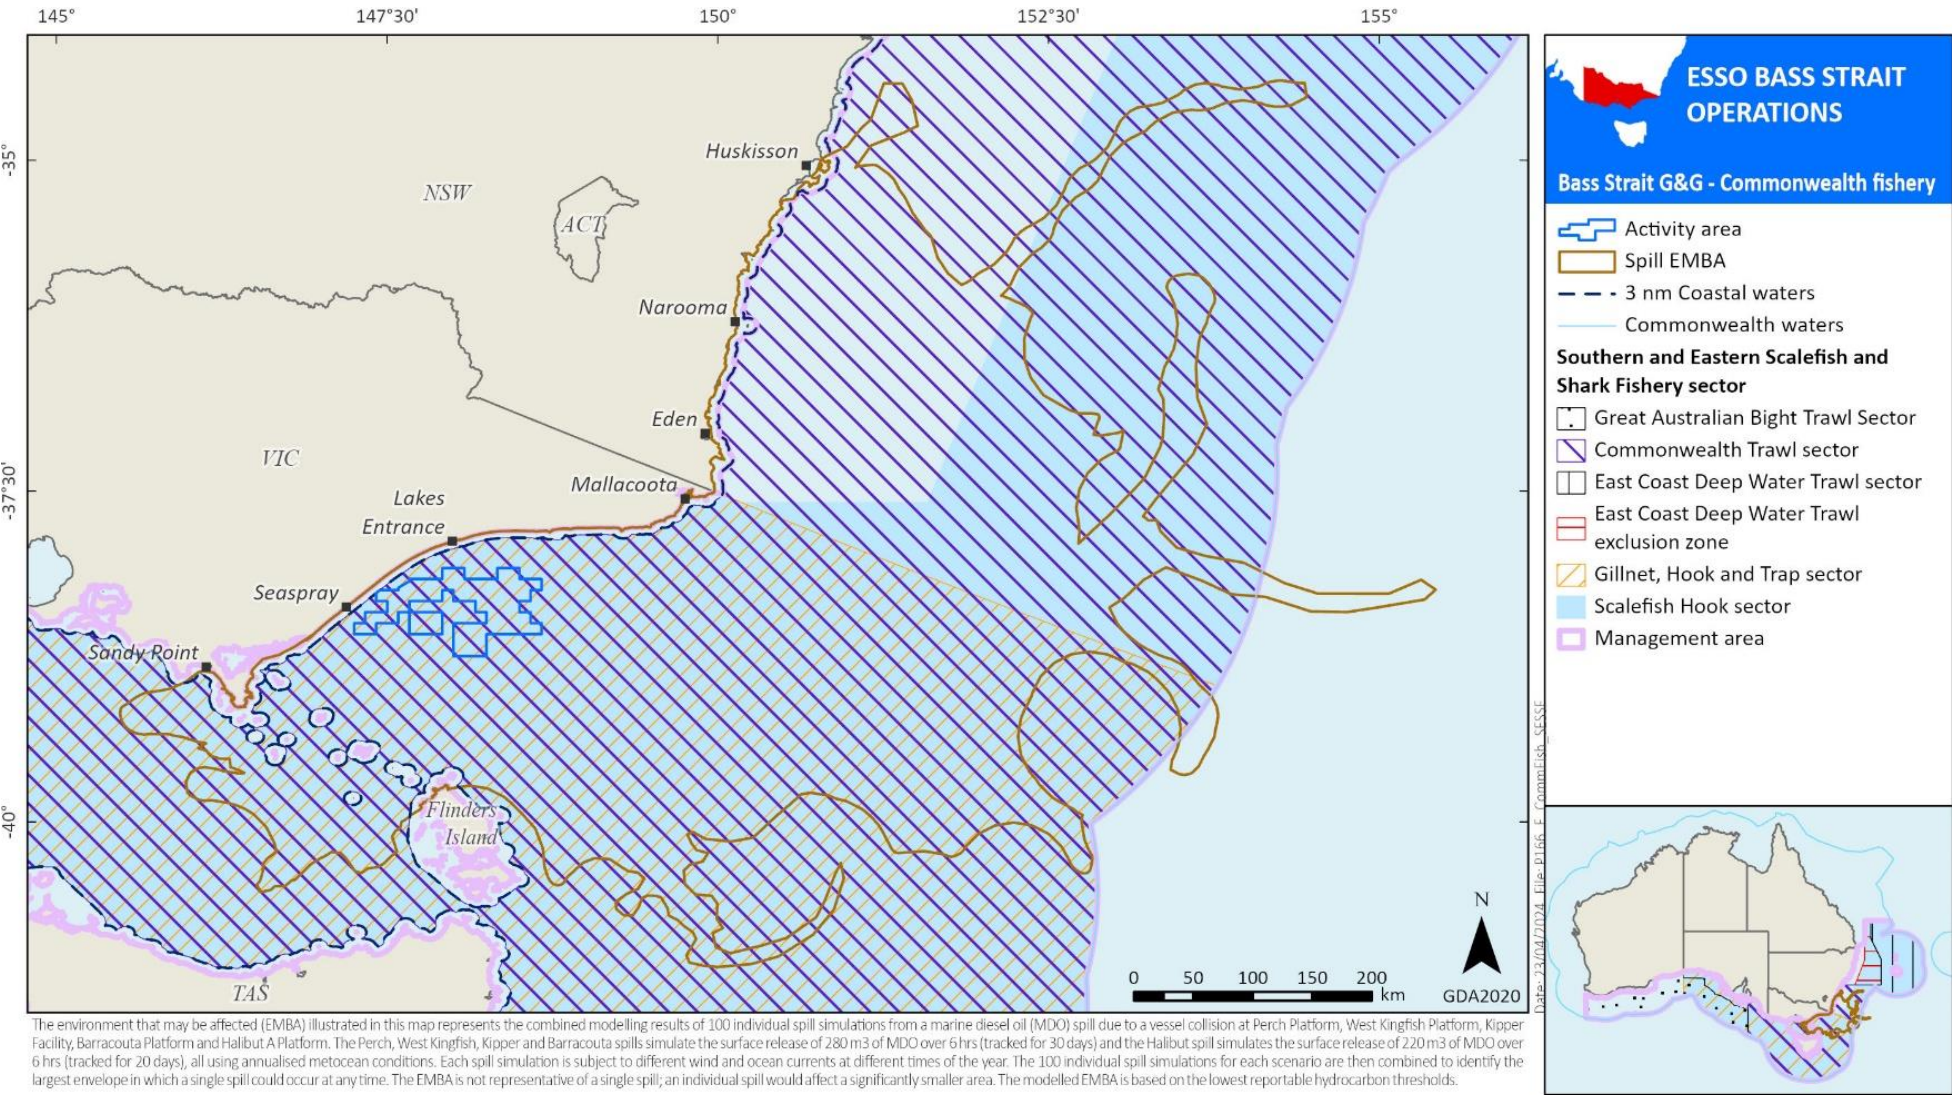 145°
147°30'
150°
152°30'
155°
-35°
-37°30'
-40°
Huskisson
NSW
ACT
Narooma
Eden
VIC
Mallacoota
Lakes
Entrance
Seaspray
Sandy Point
Flinders
Island
TAS
N
0 50 100 150 200
km
GDA2020
ESSO BASS STRAIT
OPERATIONS
Bass Strait G&G - Commonwealth fishery
Activity area
Spill EMBA
3 nm Coastal waters
Commonwealth waters
Southern and Eastern Scalefish and
Shark Fishery sector
Great Australian Bight Trawl Sector
Commonwealth Trawl sector
East Coast Deep Water Trawl sector
East Coast Deep Water Trawl
exclusion zone
Gillnet, Hook and Trap sector
Scalefish Hook sector
Management area
Date: 23/04/2024 File: P166_E_CommFish_SESSF
The environment that may be affected (EMBA) illustrated in this map represents the combined modelling results of 100 individual spill simulations from a marine diesel oil (MDO) spill due to a vessel collision at Perch Platform, West Kingfish Platform, Kipper
Facility, Barracouta Platform and Halibut A Platform. The Perch, West Kingfish, Kipper and Barracouta spills simulate the surface release of 280 m3 of MDO over 6 hrs (tracked for 30 days) and the Halibut spill simulates the surface release of 220 m3 of MDO over
6 hrs (tracked for 20 days), all using annualised metocean conditions. Each spill simulation is subject to different wind and ocean currents at different times of the year. The 100 individual spill simulations for each scenario are then combined to identify the
largest envelope in which a single spill could occur at any time. The EMBA is not representative of a single spill; an individual spill would affect a significantly smaller area. The modelled EMBA is based on the lowest reportable hydrocarbon thresholds.